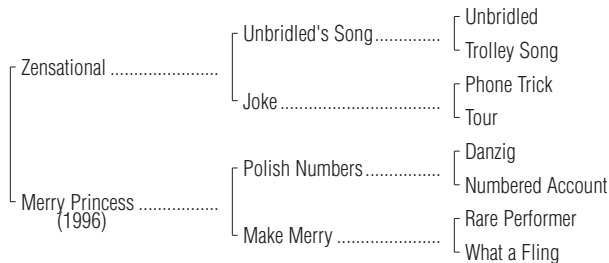 Unbridled
Unbridled's Song
Trolley Song
Zensational
Phone Trick
Joke
Tour
Danzig
Polish Numbers
Numbered Account
Merry Princess
(1996)
Rare Performer
Make Merry
What a Fling